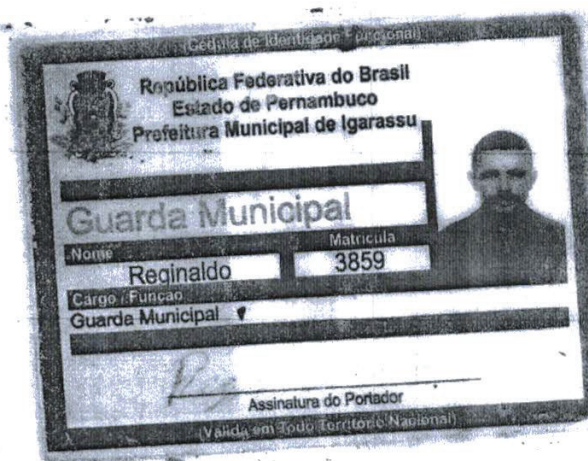 (Cédula de Identidade Funcional)
República Federativa do Brasil
Estado de Pernambuco
Prefeitura Municipal de Igarassu
Guarda Municipal
Nome
Matrícula
Reginaldo
3859
Cargo / Função
Guarda Municipal
Assinatura do Portador
(Válida em Todo Território Nacional)